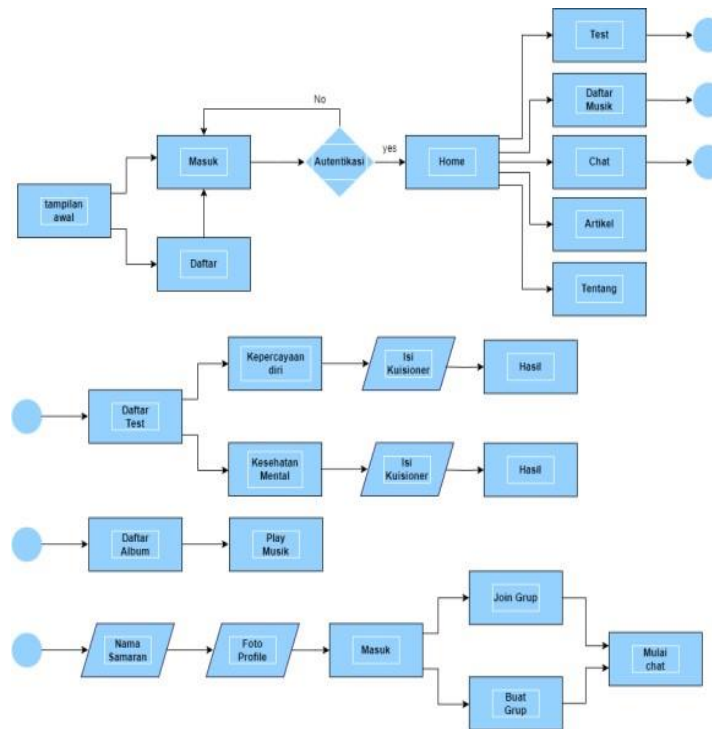 Test
No
Daftar
Musik
Masuk
Autentikasi
yes
Home
Chat
tampilan
awal
Daftar
Artikel
Tentang
Kepercayaan
diri
Isi
Kuisioner
Hasil
Daftar
Test
Kesehatan
Mental
Isi
Kuisioner
Hasil
Daftar
Album
Play
Musik
Nama
Samaran
Foto
Profile
Masuk
Join Grup
Buat
Grup
Mulai
chat